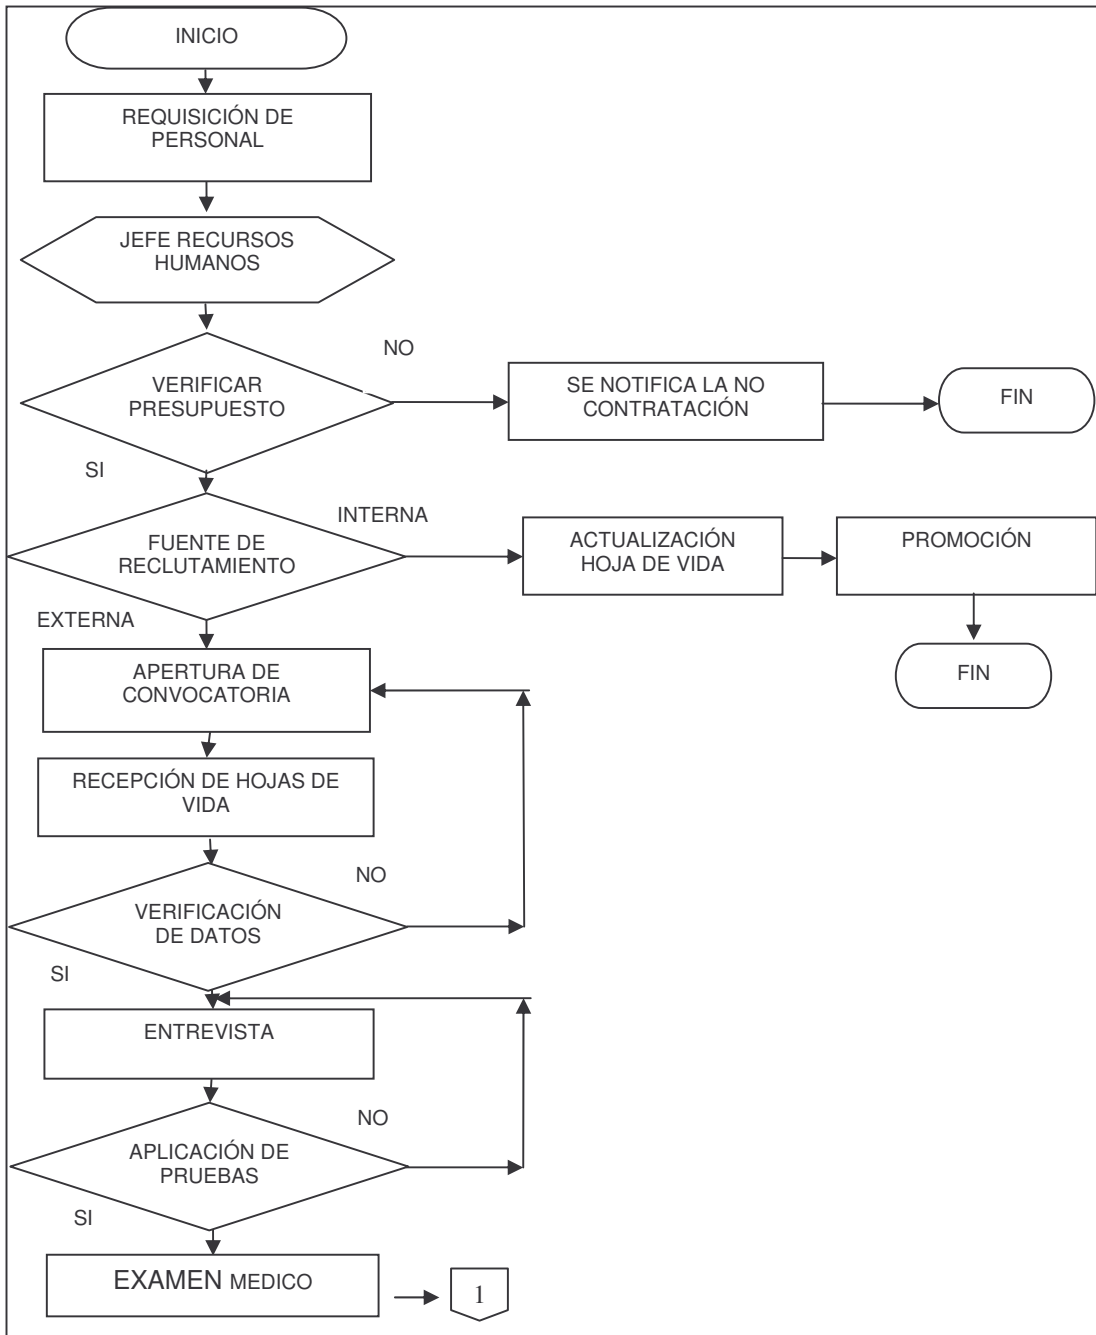 INICIO
REQUISICIÓN DE
PERSONAL
JEFE RECURSOS
HUMANOS
NO
VERIFICAR
PRESUPUESTO
SE NOTIFICA LA NO
CONTRATACIÓN
FIN
SI
INTERNA
FUENTE DE
RECLUTAMIENTO
ACTUALIZACIÓN
HOJA DE VIDA
PROMOCIÓN
EXTERNA
FIN
APERTURA DE
CONVOCATORIA
RECEPCIÓN DE HOJAS DE
VIDA
NO
VERIFICACIÓN
DE DATOS
SI
ENTREVISTA
NO
APLICACIÓN DE
PRUEBAS
SI
EXAMEN MEDICO
1